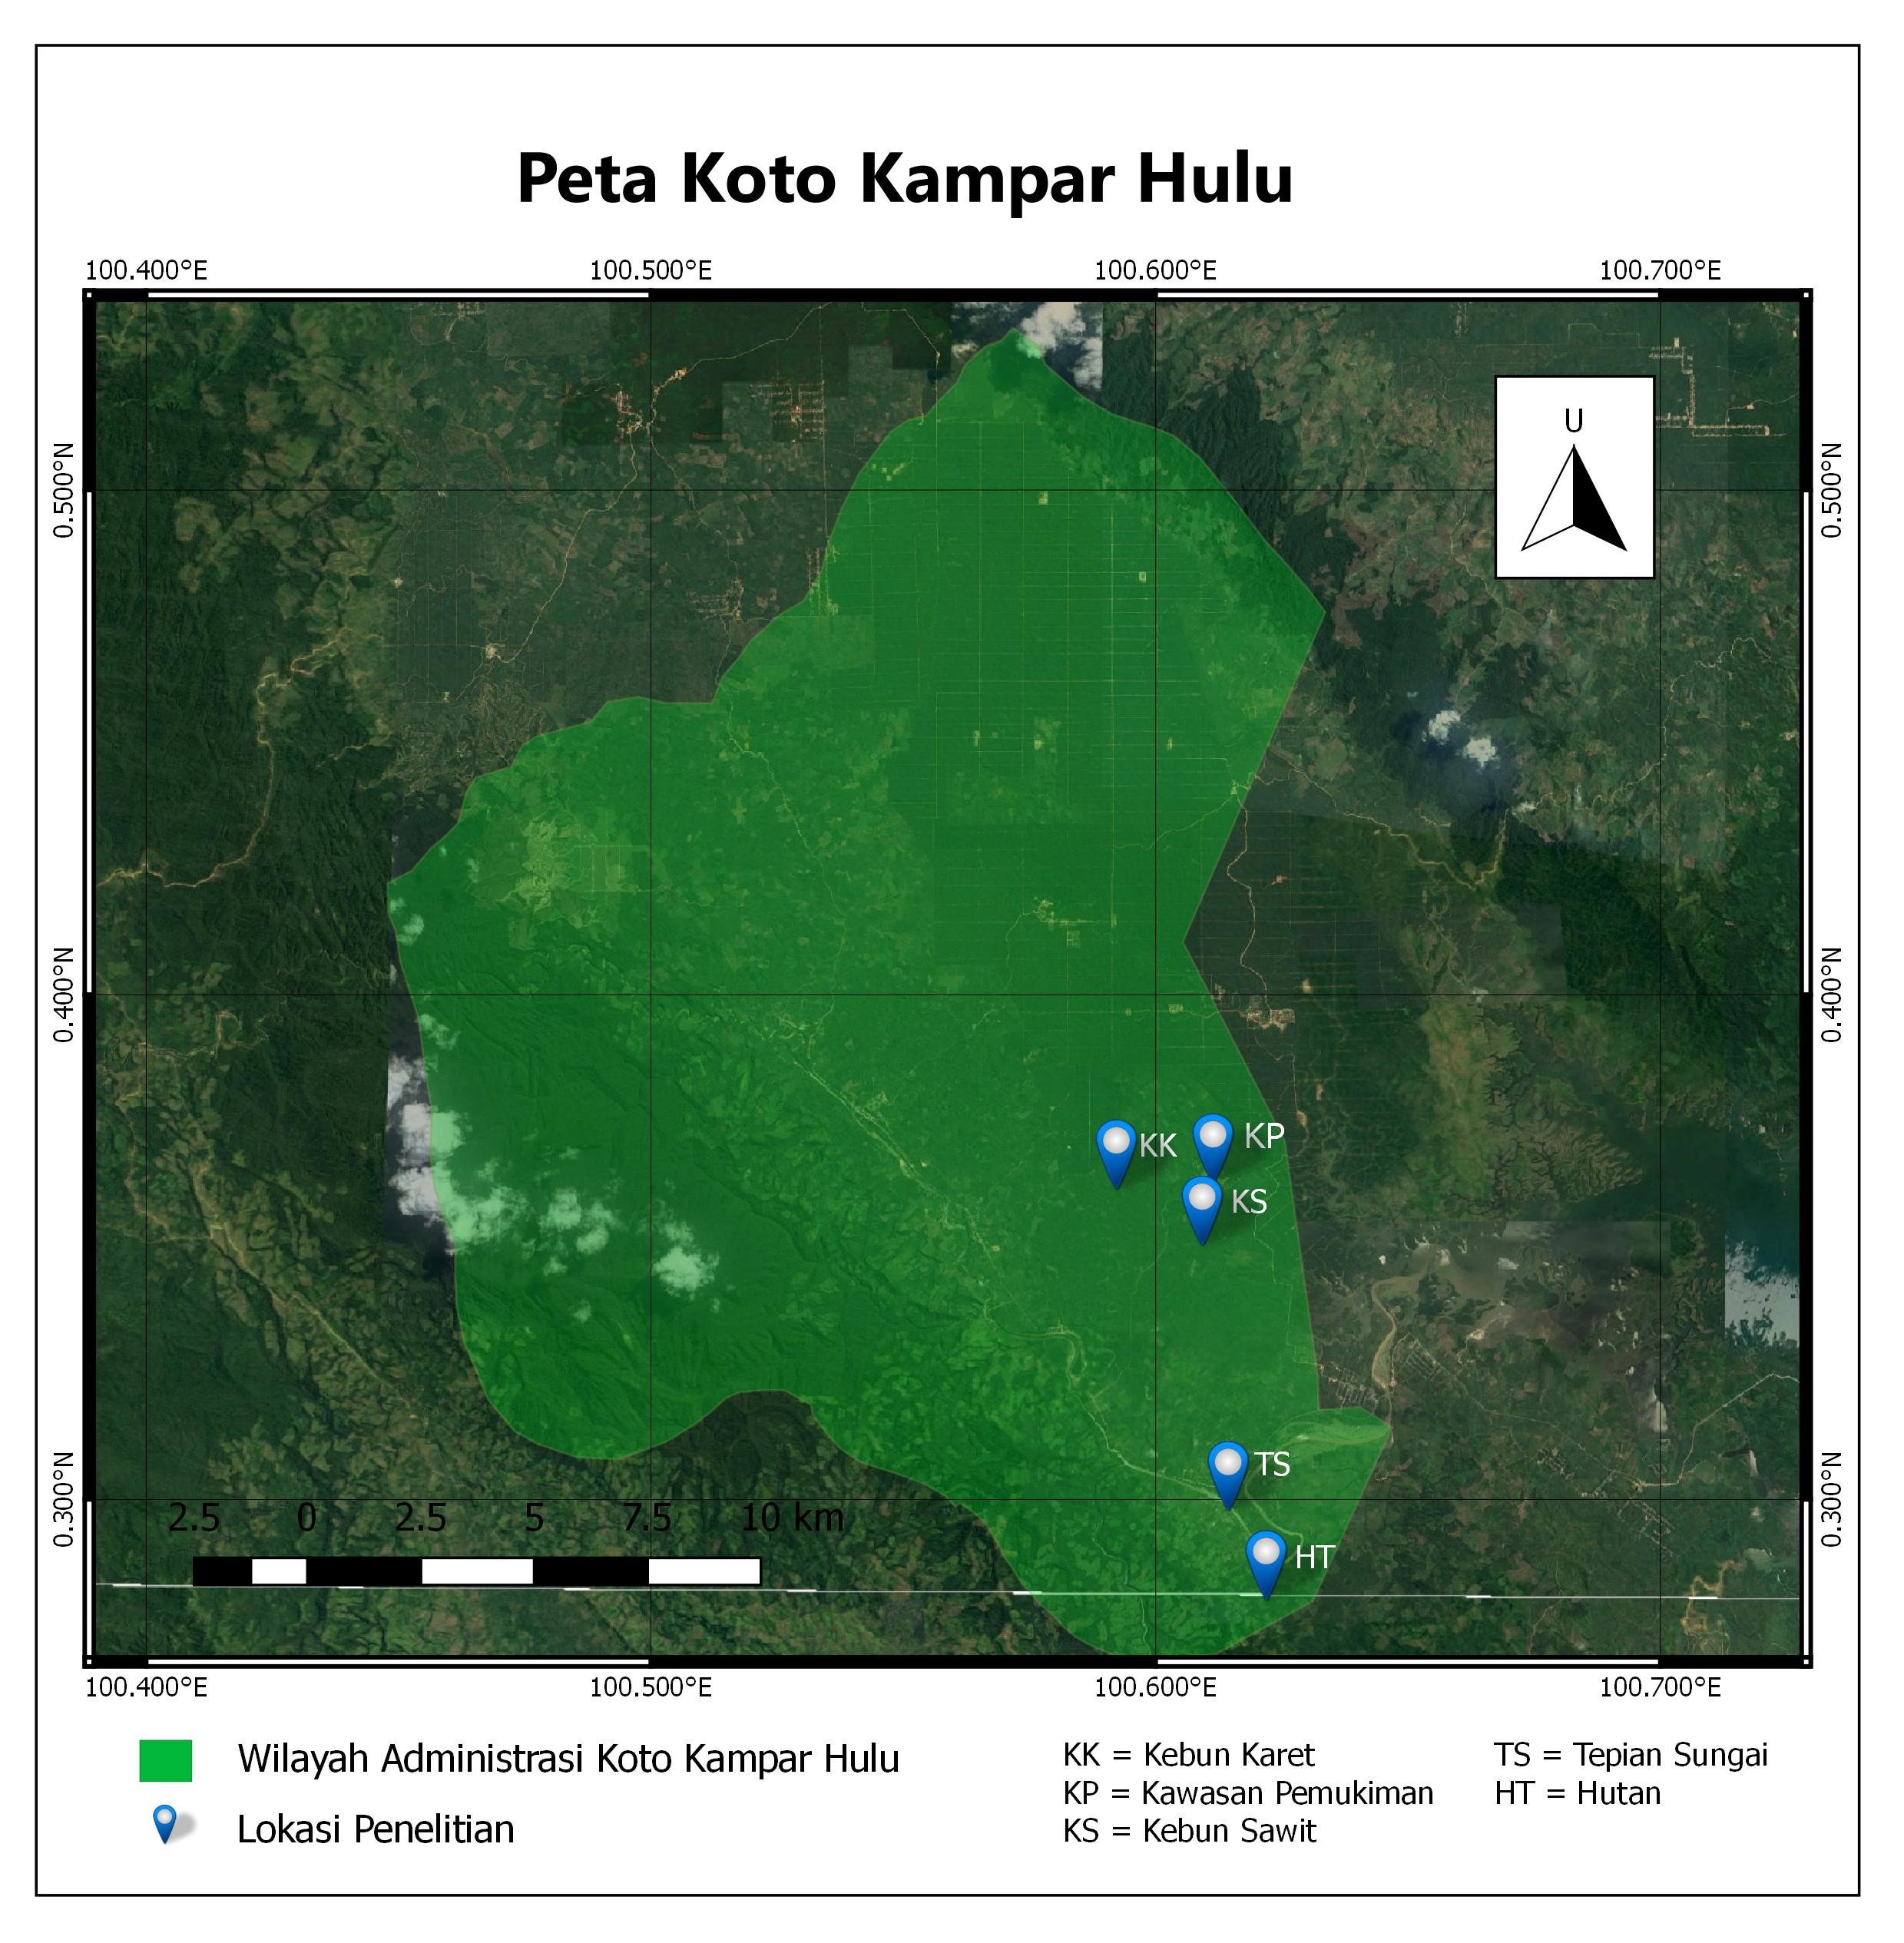 Peta Koto Kampar Hulu
100.400°E 100.500°E 100.600°E 100.700°E
U
0.500°N 0.500°N
0.400°N 0.400°N
KK KP
KS
TS
0.300°N 0.300°N
2.5 0 2.5 5 7.5 10 km
HT
100.400°E 100.500°E 100.600°E 100.700°E
Wilayah Administrasi Koto Kampar Hulu
Lokasi Penelitian
KK = Kebun Karet
KP = Kawasan Pemukiman
KS = Kebun Sawit
TS = Tepian Sungai
HT = Hutan